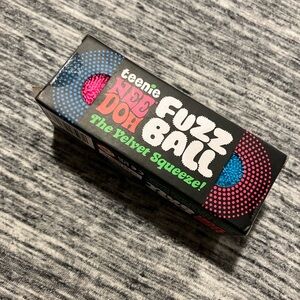 teenie
NEE
DOH
FUZZ
BALL
The Velvet Squeeze!